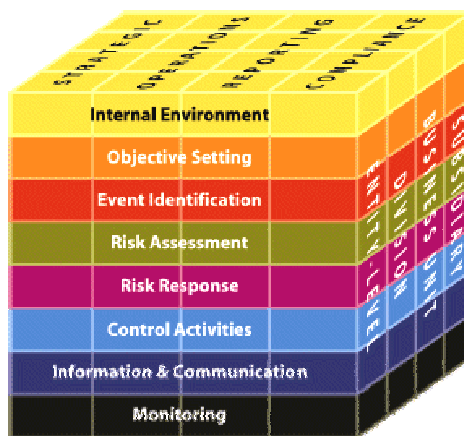 STRATEGIC
OPERATIONS
REPORTING
COMPLIANCE
Internal Environment
Objective Setting
Event Identification
Risk Assessment
Risk Response
Control Activities
Information & Communication
Monitoring
ENTITY-LEVEL
DIVISION
BUSINESS UNIT
SUBSIDIARY